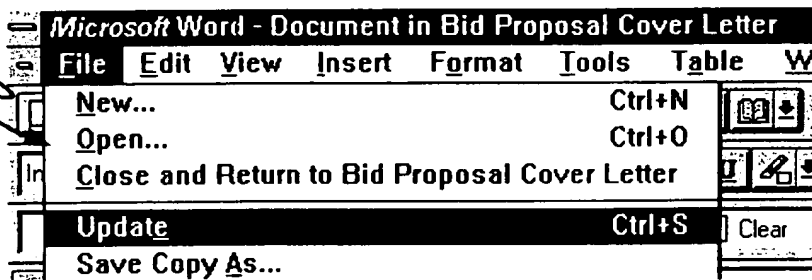 Microsoft Word - Document in Bid Proposal Cover Letter
File Edit View Insert Format Tools Table
New... Ctrl+N
Open... Ctrl+O
Close and Return to Bid Proposal Cover Letter
Update Ctrl+S
Clear
Save Copy As...